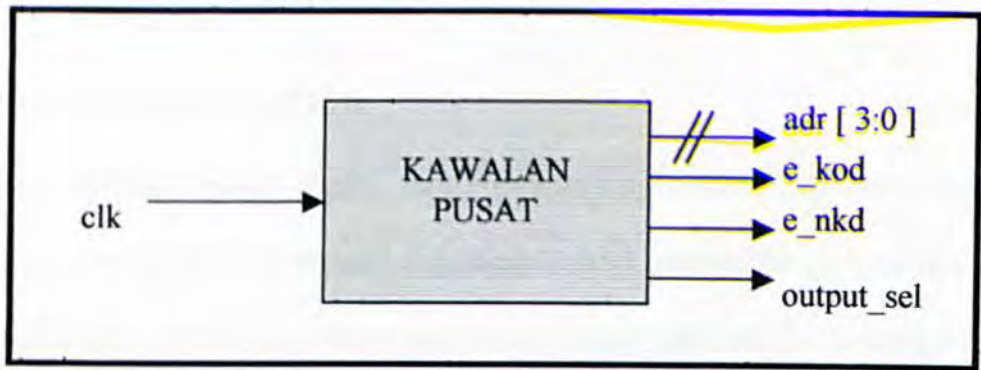 clk
KAWALAN
PUSAT
adr [ 3:0 ]
e_kod
e_nkd
output_sel